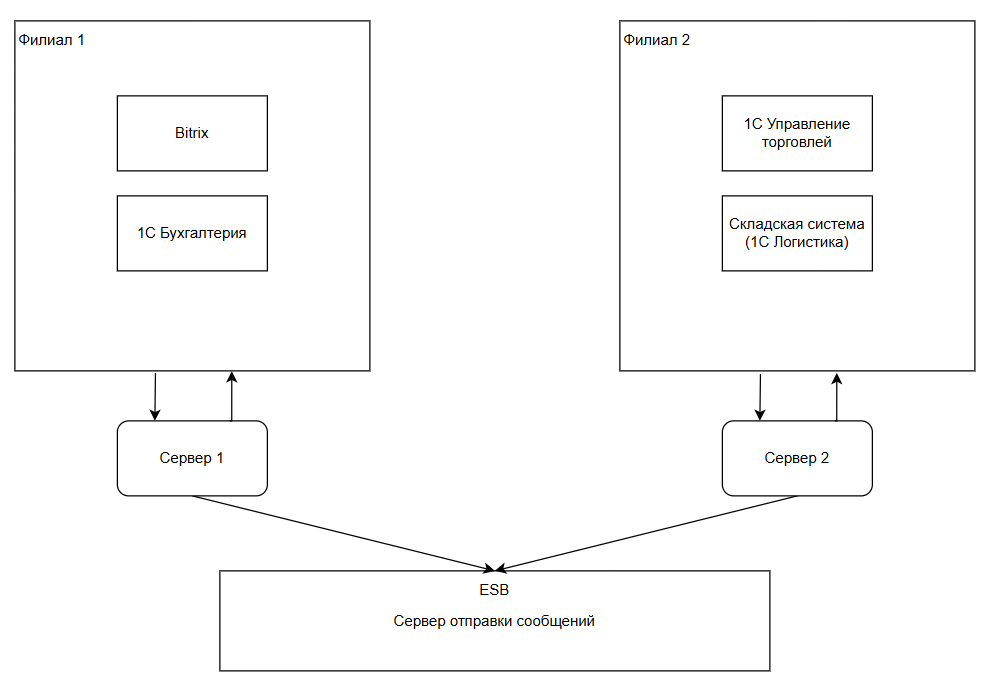 Филиал 1
Bitrix
1С Бухгалтерия
Филиал 2
1С Управление
торговлей
Складская система
(1С Логистика)
Сервер 1
Сервер 2
ESB
Сервер отправки сообщений